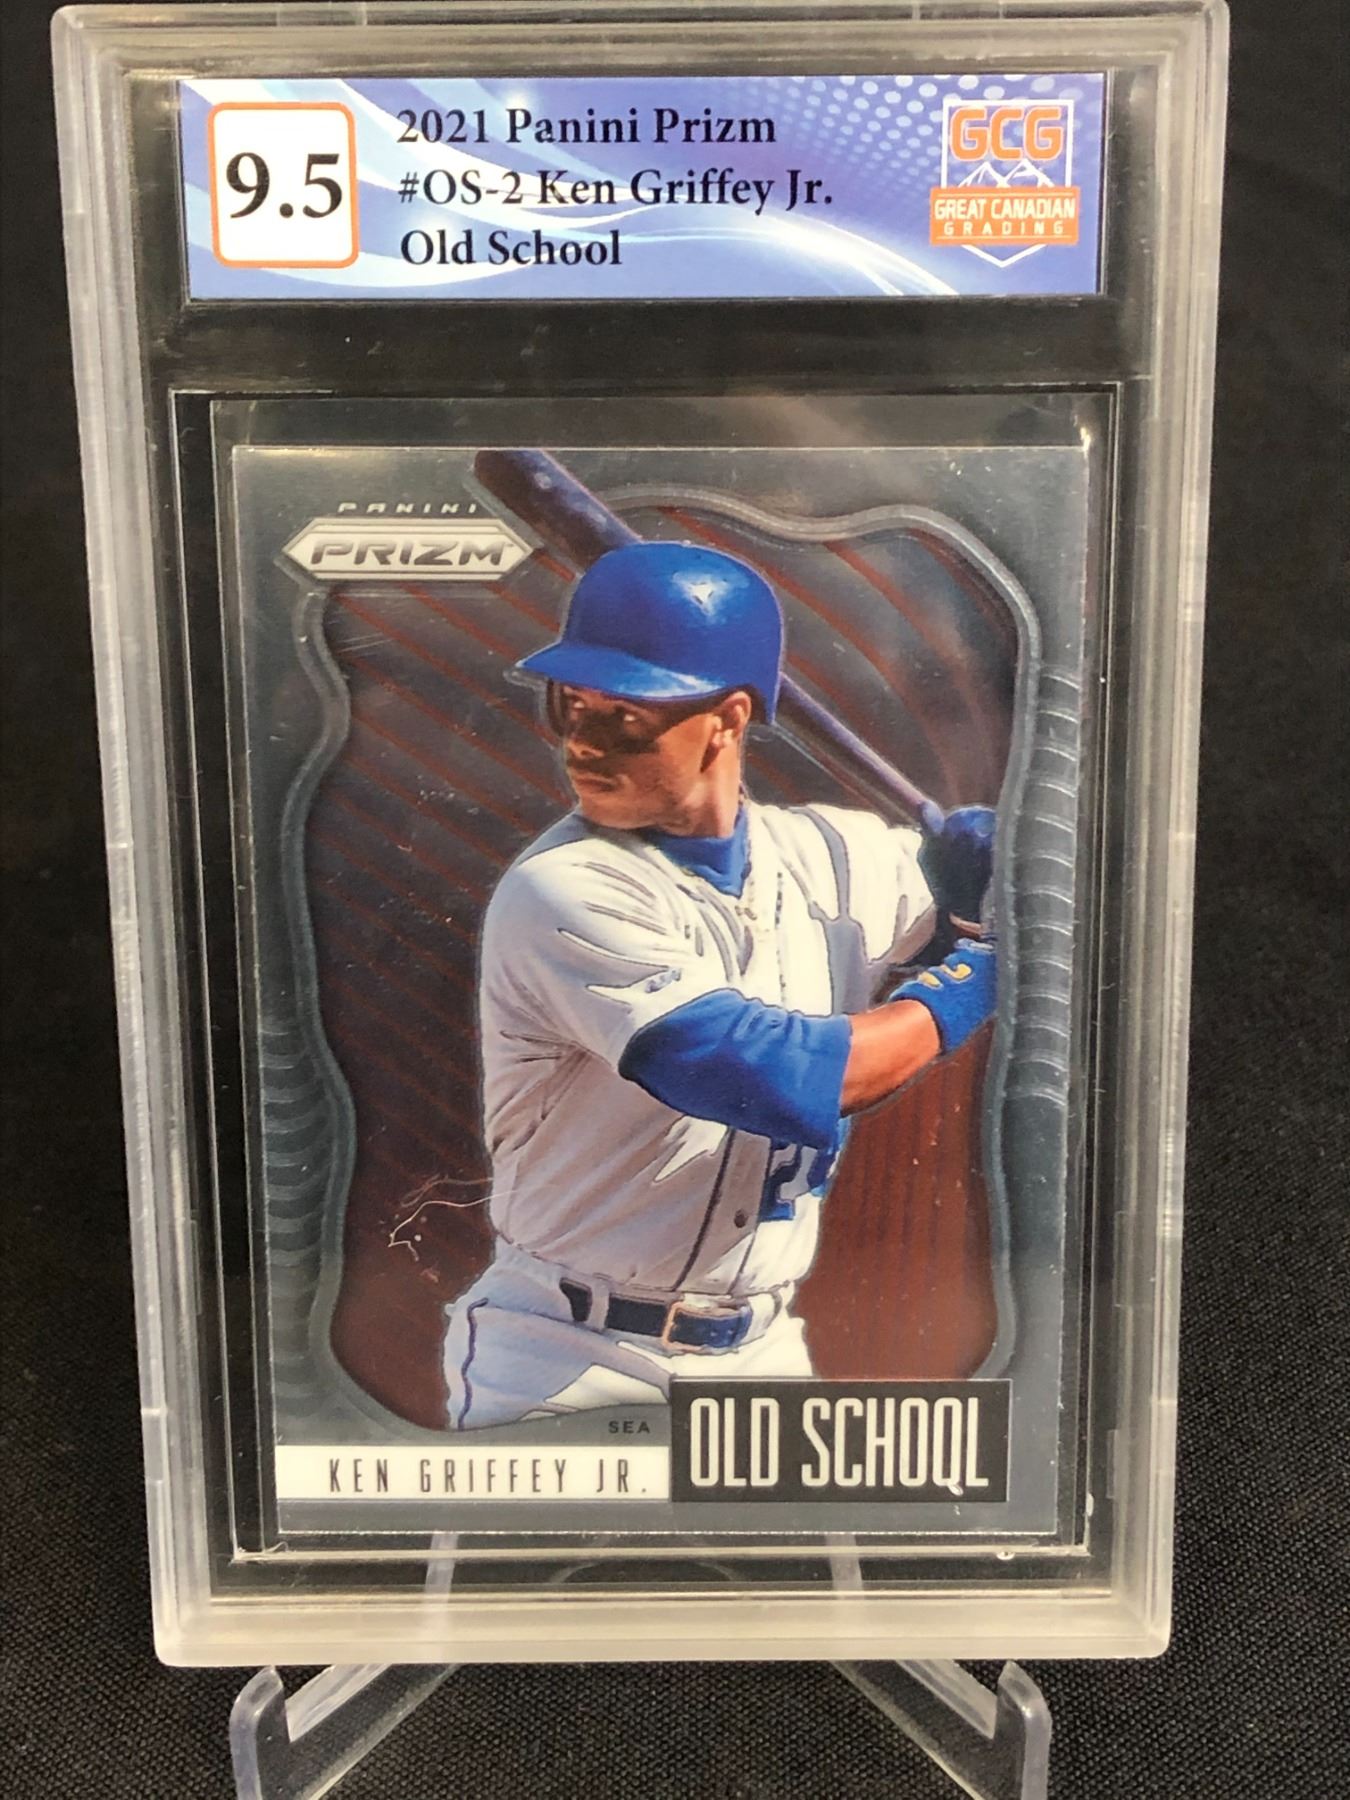 9.5
2021 Panini Prizm
#OS-2 Ken Griffey Jr.
Old School
GCG
GREAT CANADIAN
GRADING
PANINI
PRIZM
SEA
KEN GRIFFEY JR.
OLD SCHOOL